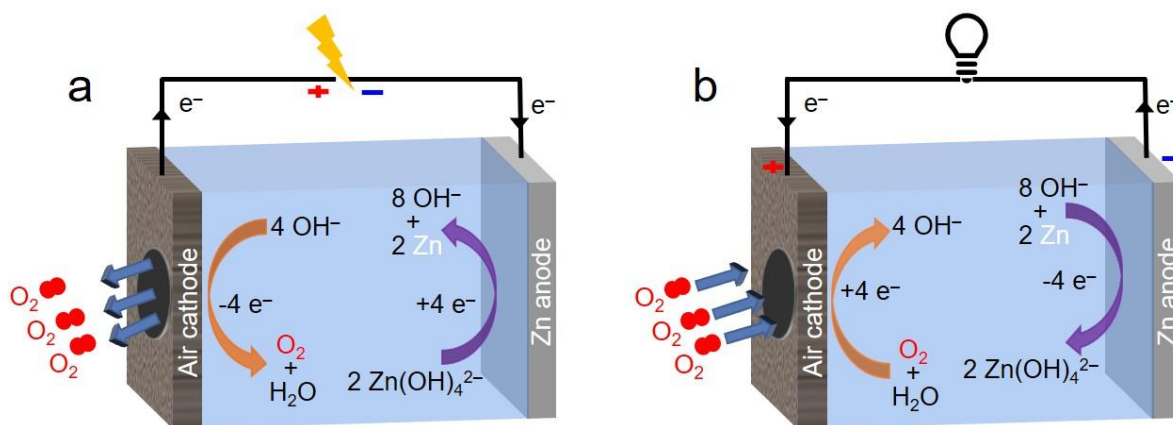 a
+ −
e⁻
e⁻
4 OH⁻
8 OH⁻
+
2 Zn
-4 e⁻
+4 e⁻
O₂
+
H₂O
2 Zn(OH)₄²⁻
O₂
O₂
O₂
Air cathode
Zn anode
b
e⁻
e⁻
+
−
4 OH⁻
8 OH⁻
+
2 Zn
+4 e⁻
-4 e⁻
O₂
+
H₂O
2 Zn(OH)₄²⁻
O₂
O₂
O₂
Air cathode
Zn anode